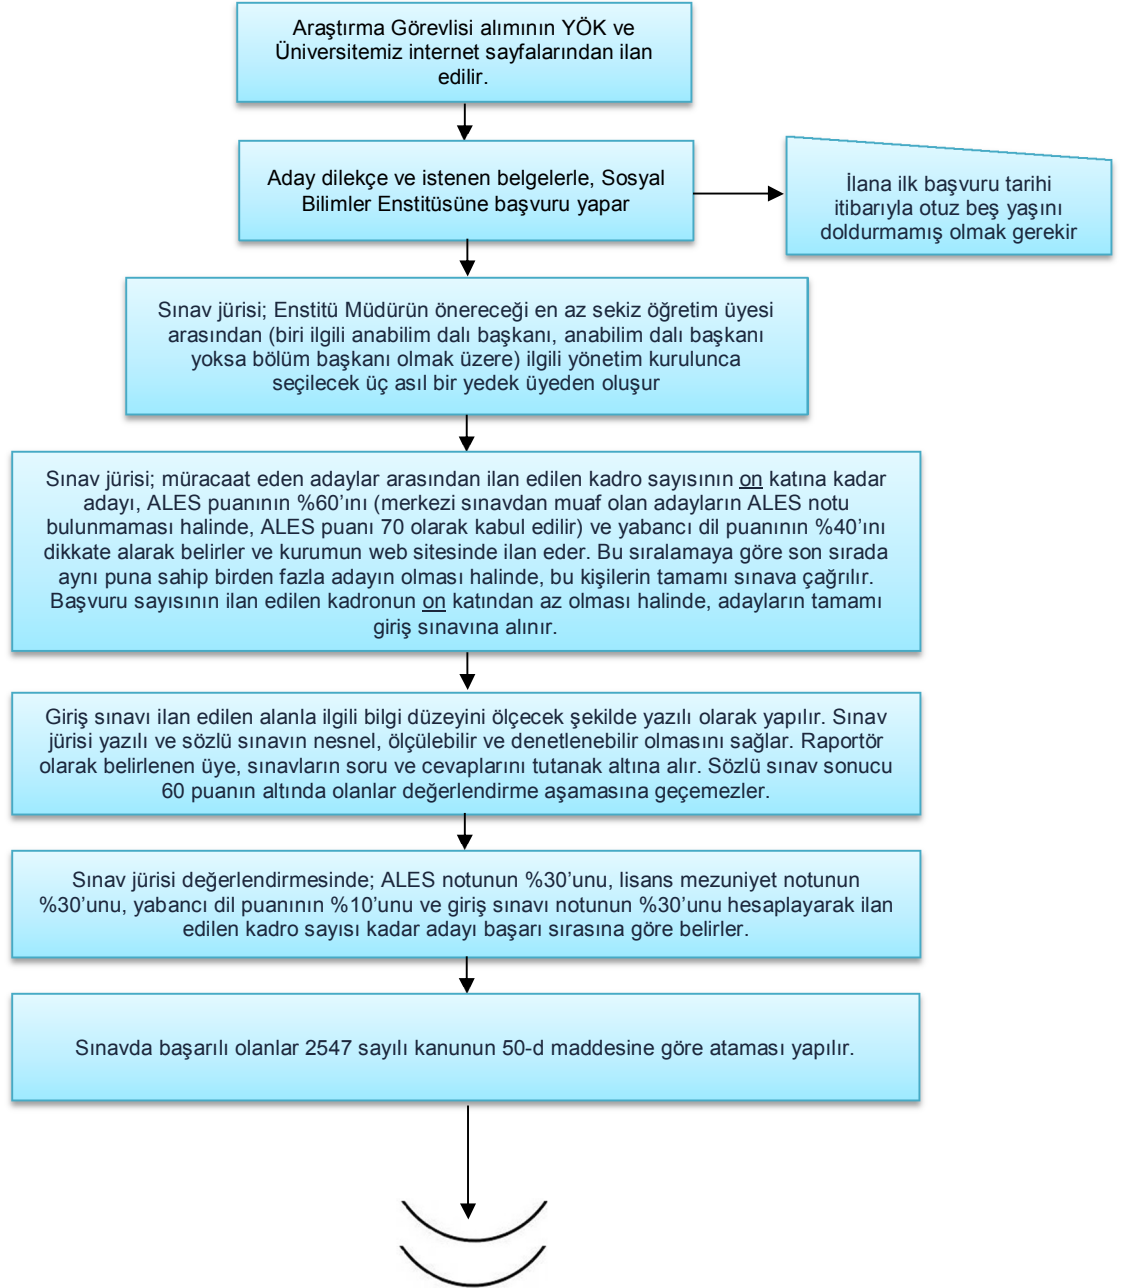 Araştırma Görevlisi alımının YÖK ve
Üniversitemiz internet sayfalarından ilan
edilir.
Aday dilekçe ve istenen belgelerle, Sosyal
Bilimler Enstitüsüne başvuru yapar
İlana ilk başvuru tarihi
itibarıyla otuz beş yaşını
doldurmamış olmak gerekir
Sınav jürisi; Enstitü Müdürün önereceği en az sekiz öğretim üyesi
arasından (biri ilgili anabilim dalı başkanı, anabilim dalı başkanı
yoksa bölüm başkanı olmak üzere) ilgili yönetim kurulunca
seçilecek üç asıl bir yedek üyeden oluşur
Sınav jürisi; müracaat eden adaylar arasından ilan edilen kadro sayısının on katına kadar
adayı, ALES puanının %60’ını (merkezi sınavdan muaf olan adayların ALES notu
bulunmaması halinde, ALES puanı 70 olarak kabul edilir) ve yabancı dil puanının %40’ını
dikkate alarak belirler ve kurumun web sitesinde ilan eder. Bu sıralamaya göre son sırada
aynı puna sahip birden fazla adayın olması halinde, bu kişilerin tamamı sınava çağrılır.
Başvuru sayısının ilan edilen kadronun on katından az olması halinde, adayların tamamı
giriş sınavına alınır.
Giriş sınavı ilan edilen alanla ilgili bilgi düzeyini ölçecek şekilde yazılı olarak yapılır. Sınav
jürisi yazılı ve sözlü sınavın nesnel, ölçülebilir ve denetlenebilir olmasını sağlar. Raportör
olarak belirlenen üye, sınavların soru ve cevaplarını tutanak altına alır. Sözlü sınav sonucu
60 puanın altında olanlar değerlendirme aşamasına geçemezler.
Sınav jürisi değerlendirmesinde; ALES notunun %30’unu, lisans mezuniyet notunun
%30’unu, yabancı dil puanının %10’unu ve giriş sınavı notunun %30’unu hesaplayarak ilan
edilen kadro sayısı kadar adayı başarı sırasına göre belirler.
Sınavda başarılı olanlar 2547 sayılı kanunun 50-d maddesine göre ataması yapılır.